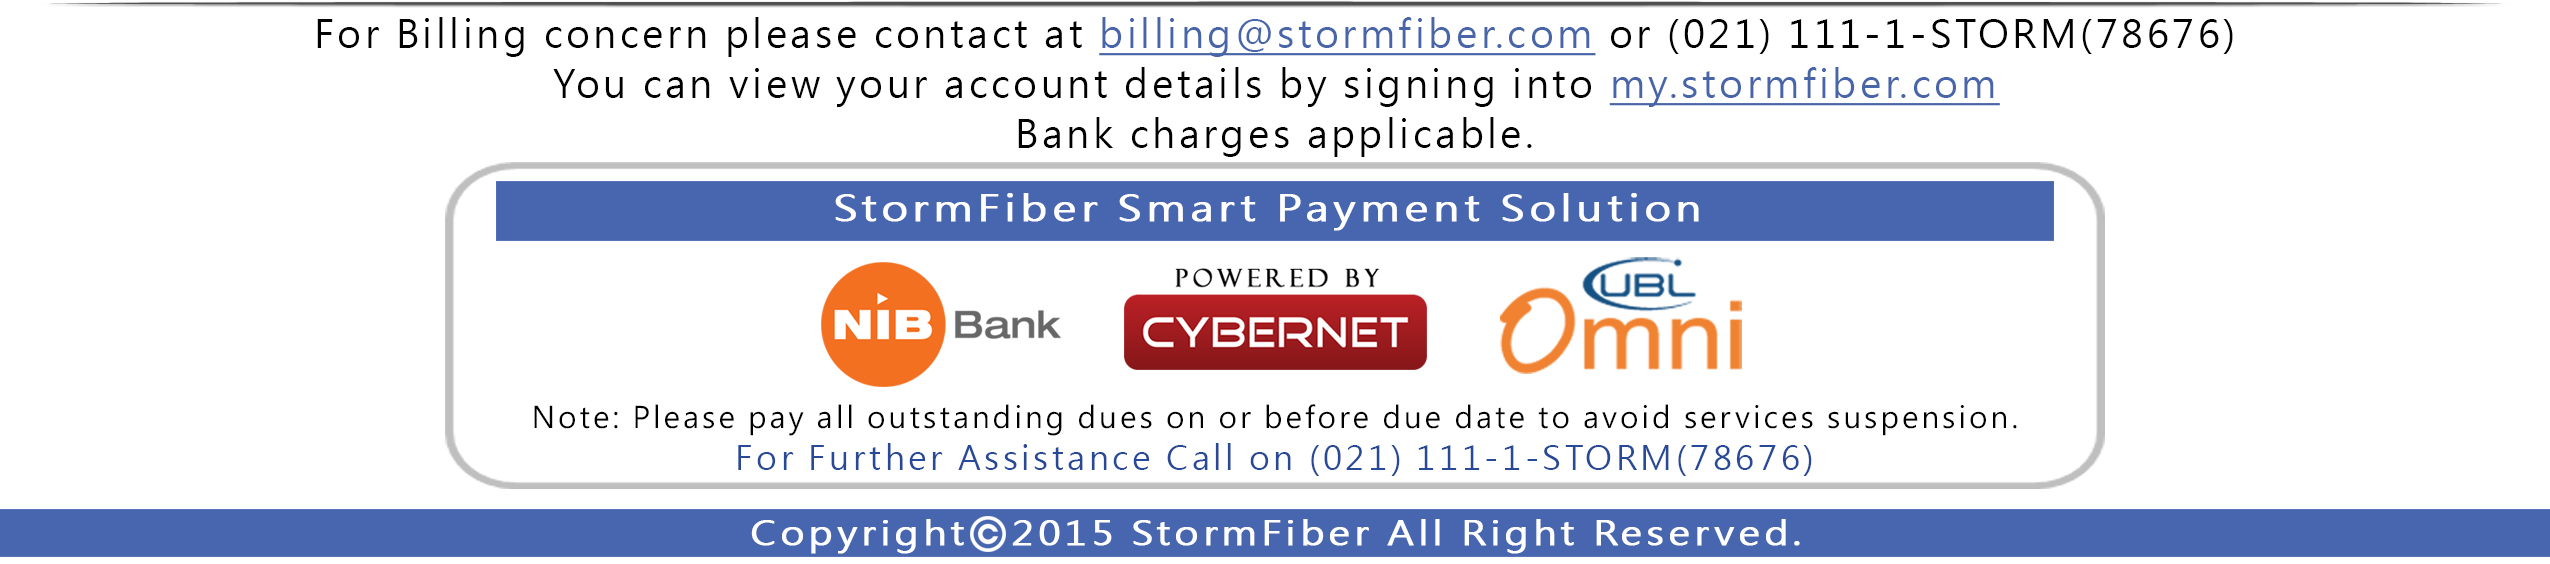 For Billing concern please contact at billing@stormfiber.com or (021) 111-1-STORM(78676)
You can view your account details by signing into my.stormfiber.com
Bank charges applicable.
StormFiber Smart Payment Solution
NIB Bank
POWERED BY
CYBERNET
UBL
Omni
Note: Please pay all outstanding dues on or before due date to avoid services suspension.
For Further Assistance Call on (021) 111-1-STORM(78676)
Copyright©2015 StormFiber All Right Reserved.